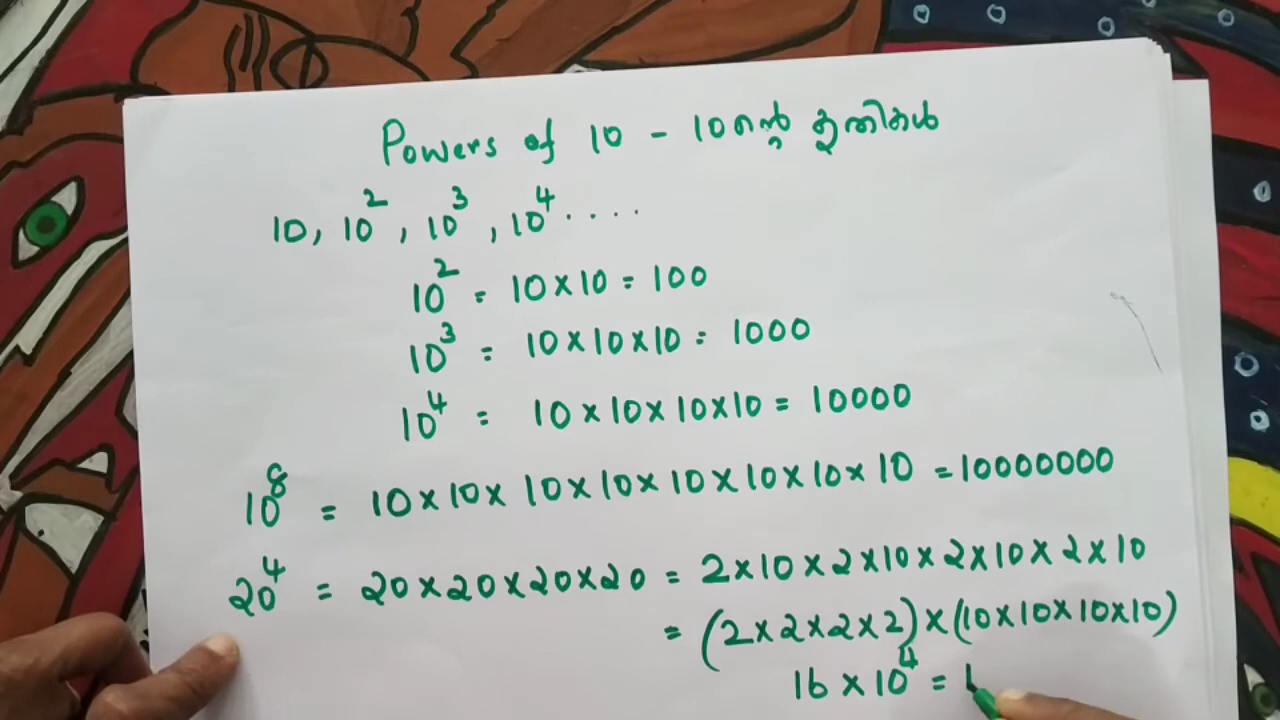 Powers of 10 - 10ന്റെ കൃതികൾ
10, 10², 10³, 10⁴ . . . .
10² = 10×10 = 100
10³ = 10×10×10 = 1000
10⁴ = 10×10×10×10 = 10000
10⁸ = 10×10×10×10×10×10×10×10 = 10000000
20⁴ = 20×20×20×20 = 2×10×2×10×2×10×2×10
= (2×2×2×2)×(10×10×10×10)
16×10⁴ = 1